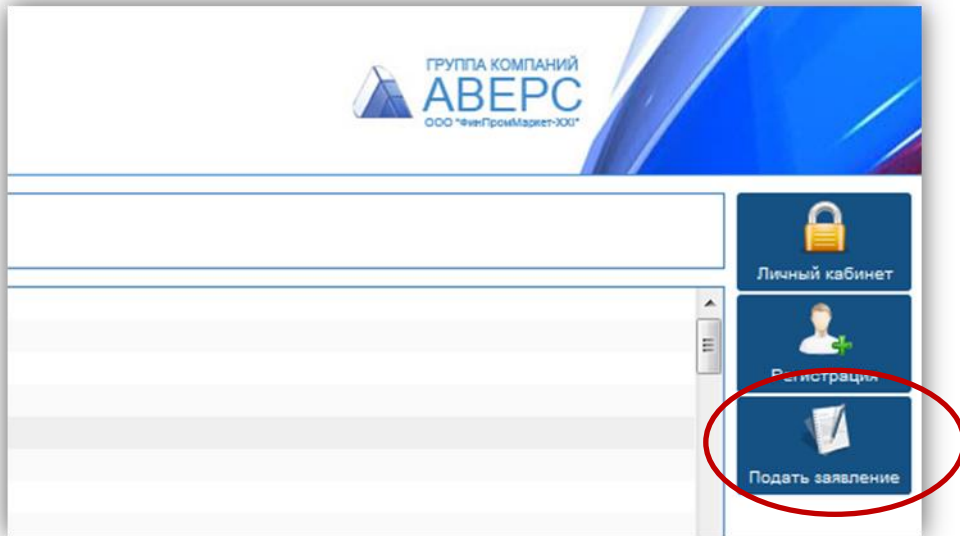 ГРУППА КОМПАНИЙ
АВЕРС
ООО "ФинПромМаркет-XXI"
Личный кабинет
Регистрация
Подать заявление